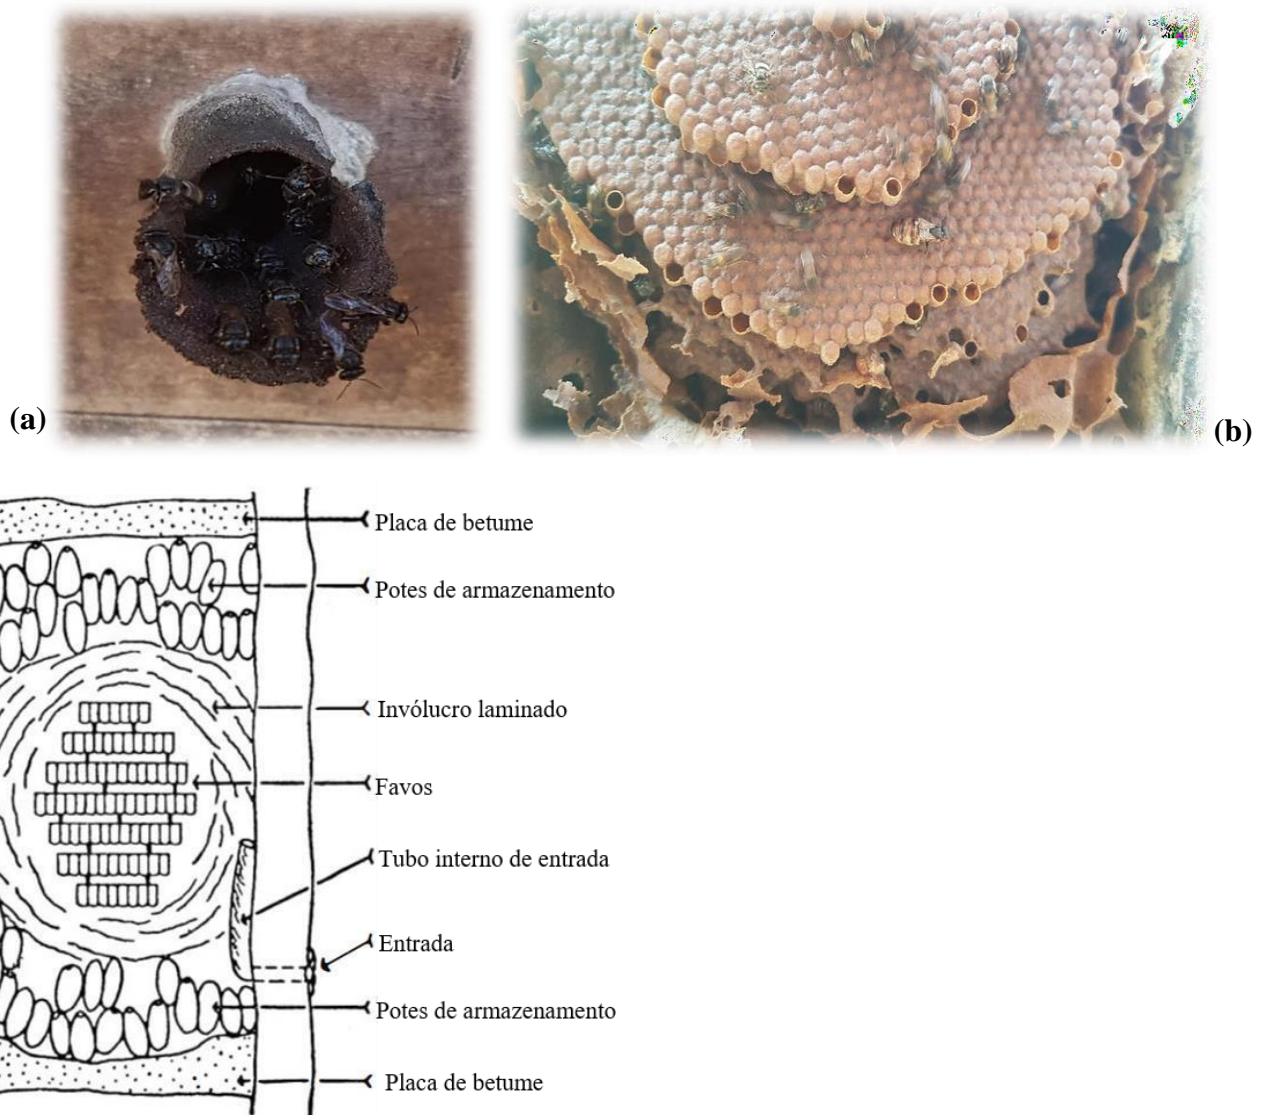 (a)
(b)
Placa de betume
Potes de armazenamento
Invólucro laminado
Favos
Tubo interno de entrada
Entrada
Potes de armazenamento
Placa de betume